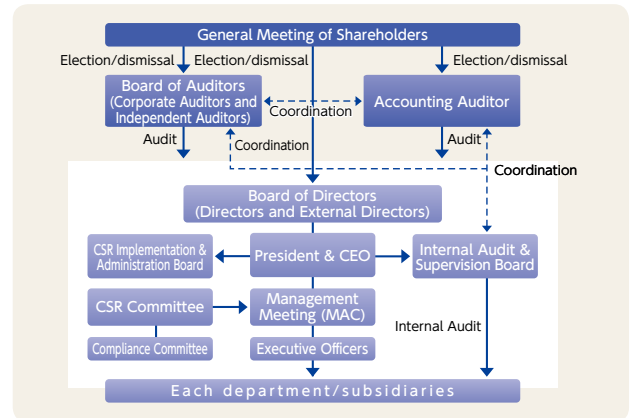 General Meeting of Shareholders
Election/dismissal
Election/dismissal
Election/dismissal
Board of Auditors
(Corporate Auditors and
Independent Auditors)
Accounting Auditor
Coordination
Audit
Coordination
Audit
Coordination
Board of Directors
(Directors and External Directors)
CSR Implementation &
Administration Board
President & CEO
Internal Audit &
Supervision Board
CSR Committee
Management
Meeting (MAC)
Internal Audit
Compliance Committee
Executive Officers
Each department/subsidiaries